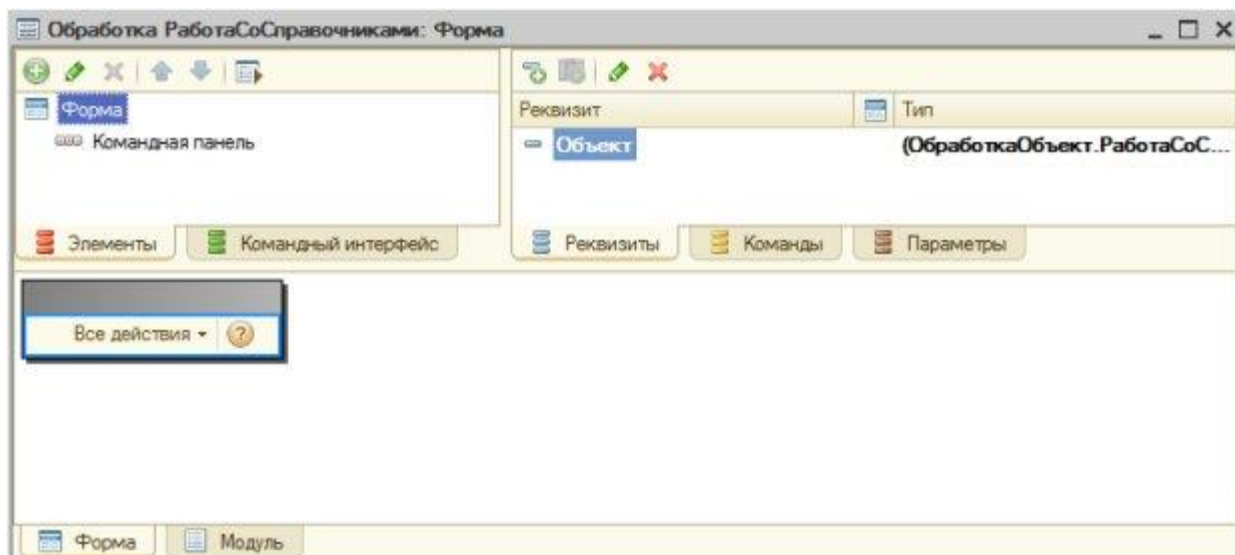 Обработка РаботаСоСправочниками: Форма
Форма
Командная панель
Элементы Командный интерфейс
Реквизит Тип
Объект (ОбработкаОбъект.РаботаСоС...
Реквизиты Команды Параметры
Все действия ?
Форма Модуль